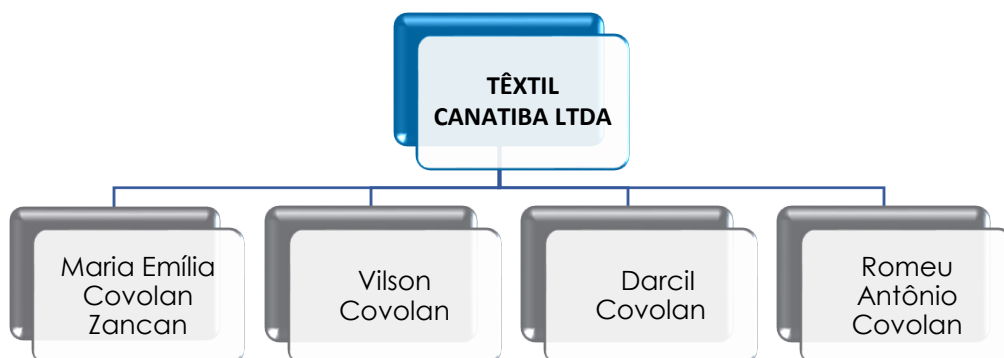 TÊXTIL
CANATIBA LTDA
Maria Emília
Covolan
Zancan
Vilson
Covolan
Darcil
Covolan
Romeu
Antônio
Covolan